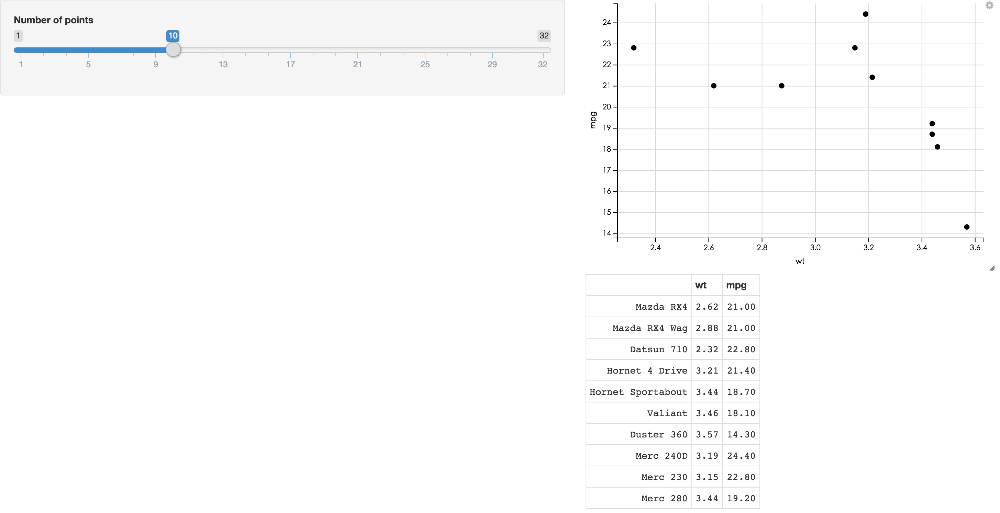 Number of points
1 10 32
1 5 9 13 17 21 25 29 32
24
23
22
21
20
19
18
17
16
15
14
mpg
2.4 2.6 2.8 3.0 3.2 3.4 3.6
wt
wt mpg
Mazda RX4 2.62 21.00
Mazda RX4 Wag 2.88 21.00
Datsun 710 2.32 22.80
Hornet 4 Drive 3.21 21.40
Hornet Sportabout 3.44 18.70
Valiant 3.46 18.10
Duster 360 3.57 14.30
Merc 240D 3.19 24.40
Merc 230 3.15 22.80
Merc 280 3.44 19.20